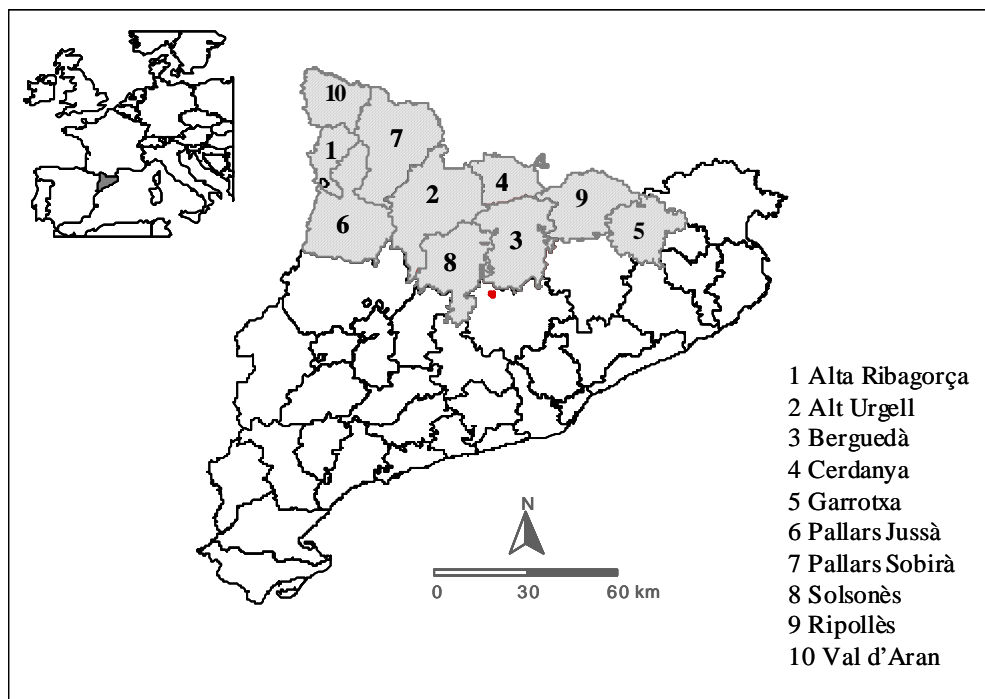 10
7
1
4
2
9
6
5
3
8
1 Alta Ribagorça
2 Alt Urgell
3 Berguedà
4 Cerdanya
5 Garrotxa
6 Pallars Jussà
7 Pallars Sobirà
8 Solsonès
9 Ripollès
10 Val d’Aran
N
0 30 60 km